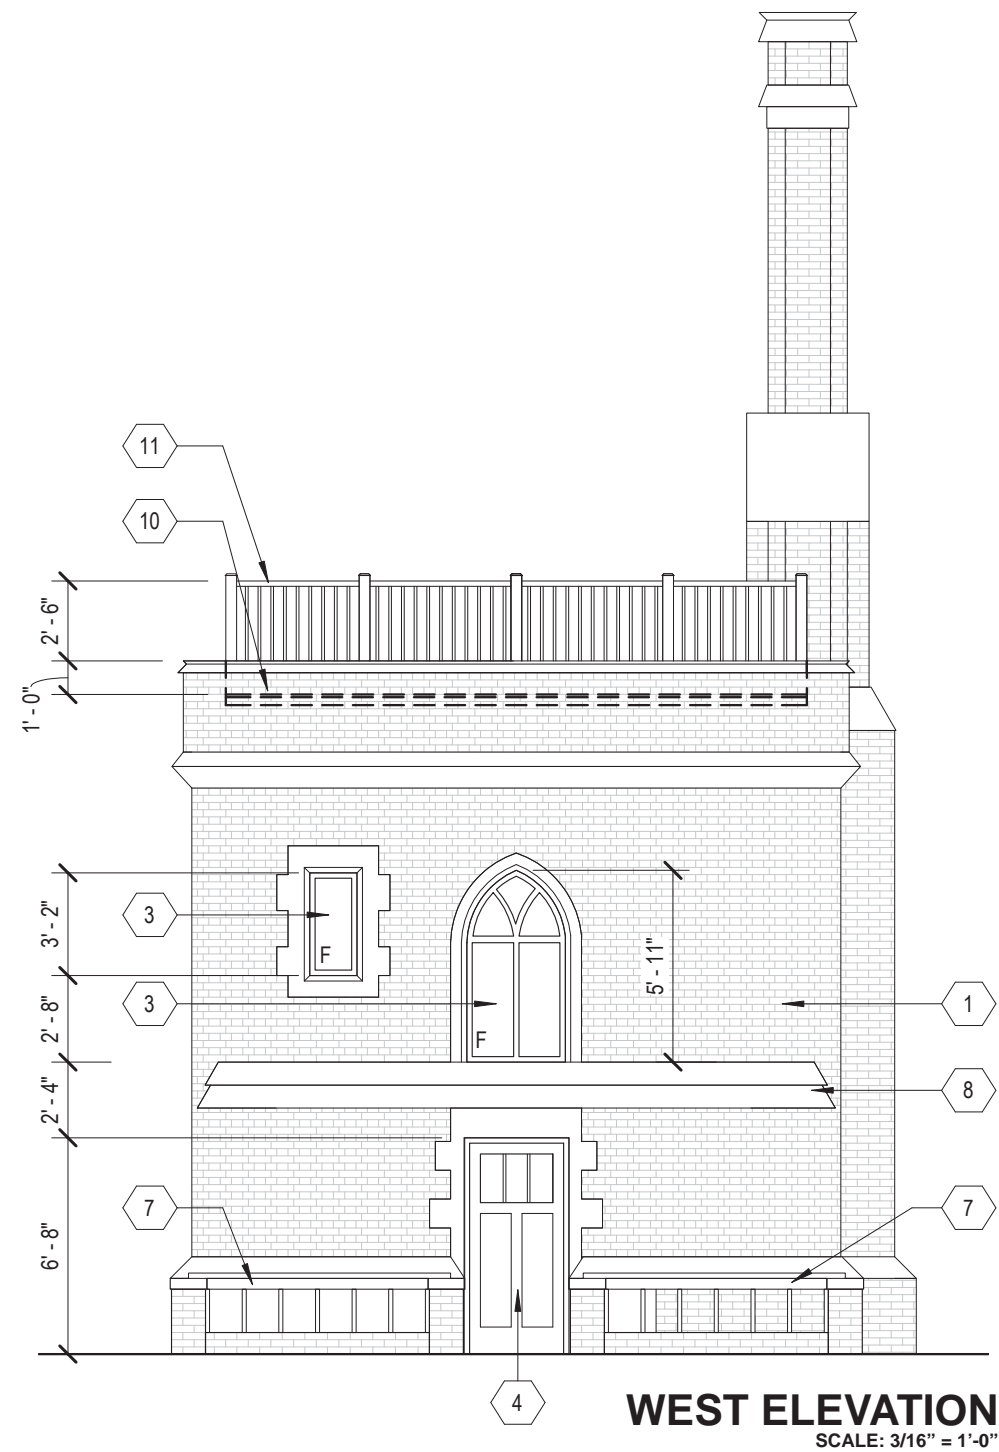 11
10
2' - 6"
1' - 0"
3
3' - 2"
F
5' - 11"
3
2' - 8"
F
1
2' - 4"
8
7
7
6' - 8"
4
WEST ELEVATION
SCALE: 3/16” = 1’-0”